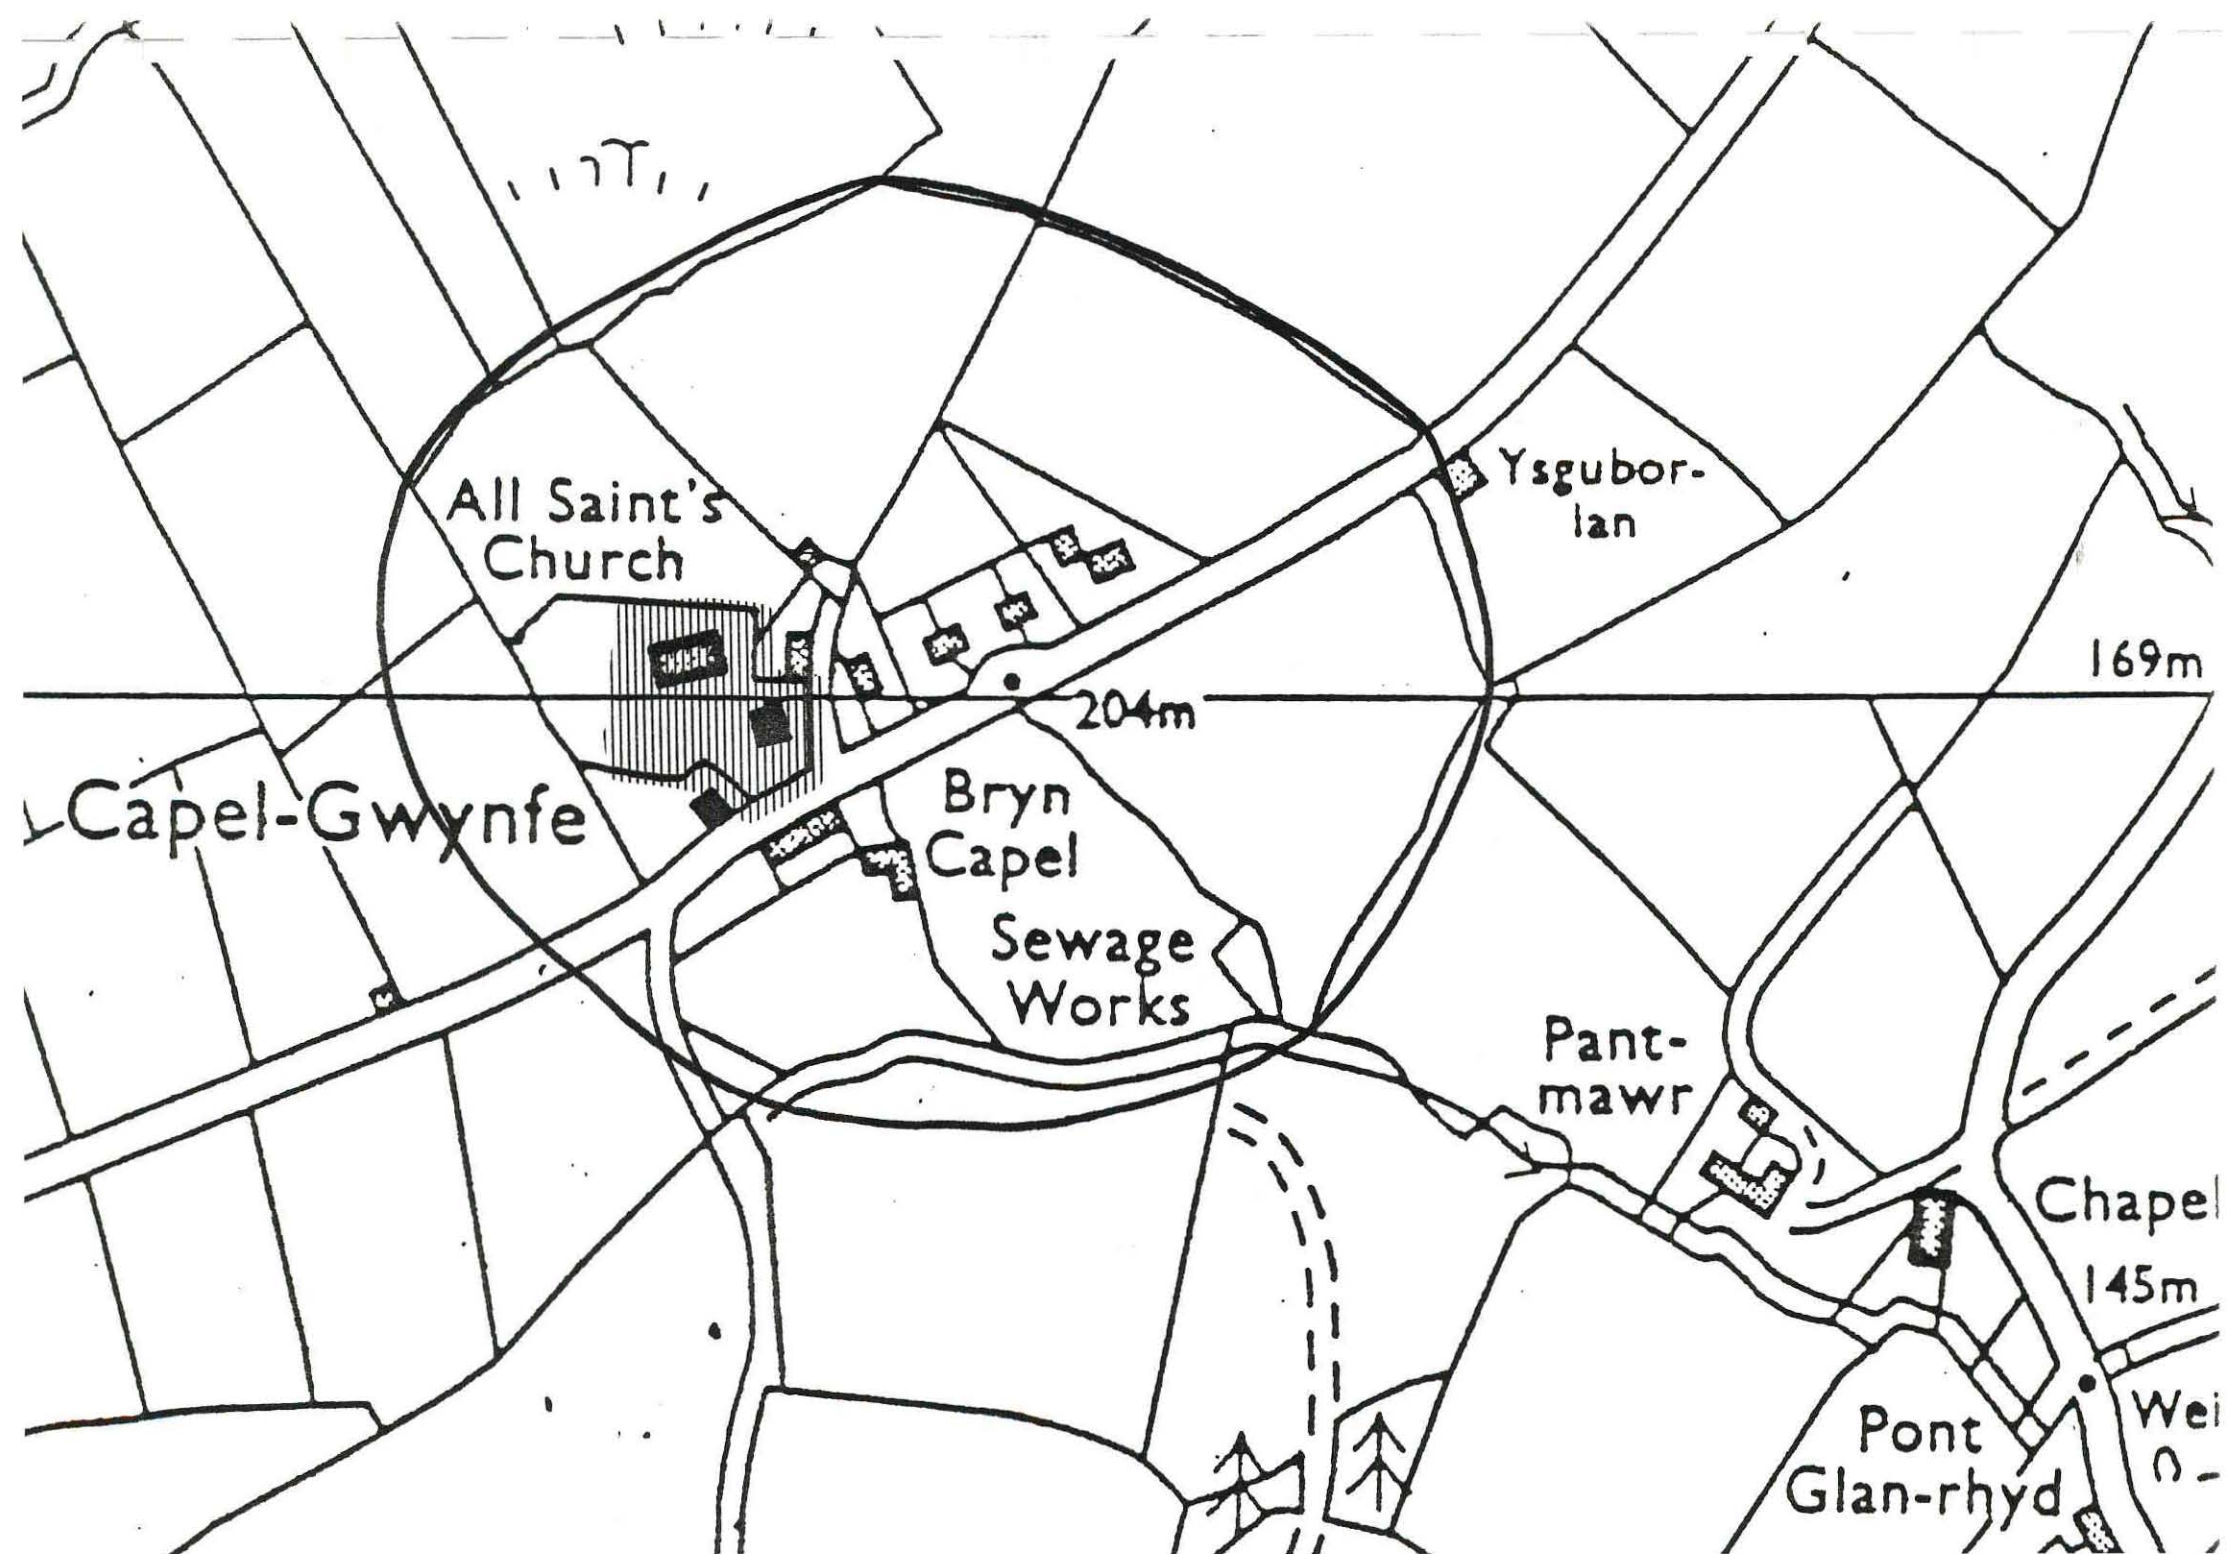 Ysgubor-
lan
All Saint's
Church
169m
204m
Capel-Gwynfe
Bryn
Capel
Sewage
Works
Pant-
mawr
Chapel
145m
Pont
Glan-rhyd